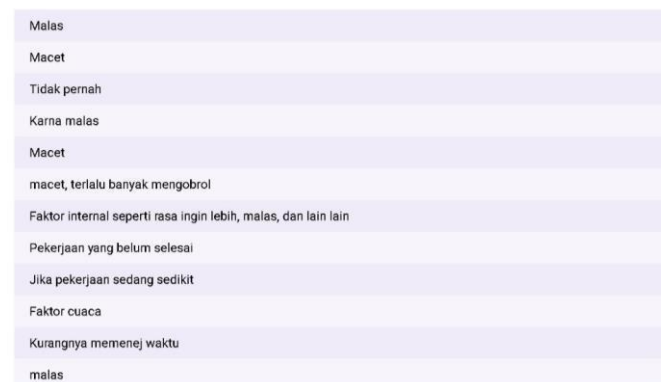 Malas
Macet
Tidak pernah
Karna malas
Macet
macet, terlalu banyak mengobrol
Faktor internal seperti rasa ingin lebih, malas, dan lain lain
Pekerjaan yang belum selesai
Jika pekerjaan sedang sedikit
Faktor cuaca
Kurangnya memenej waktu
malas